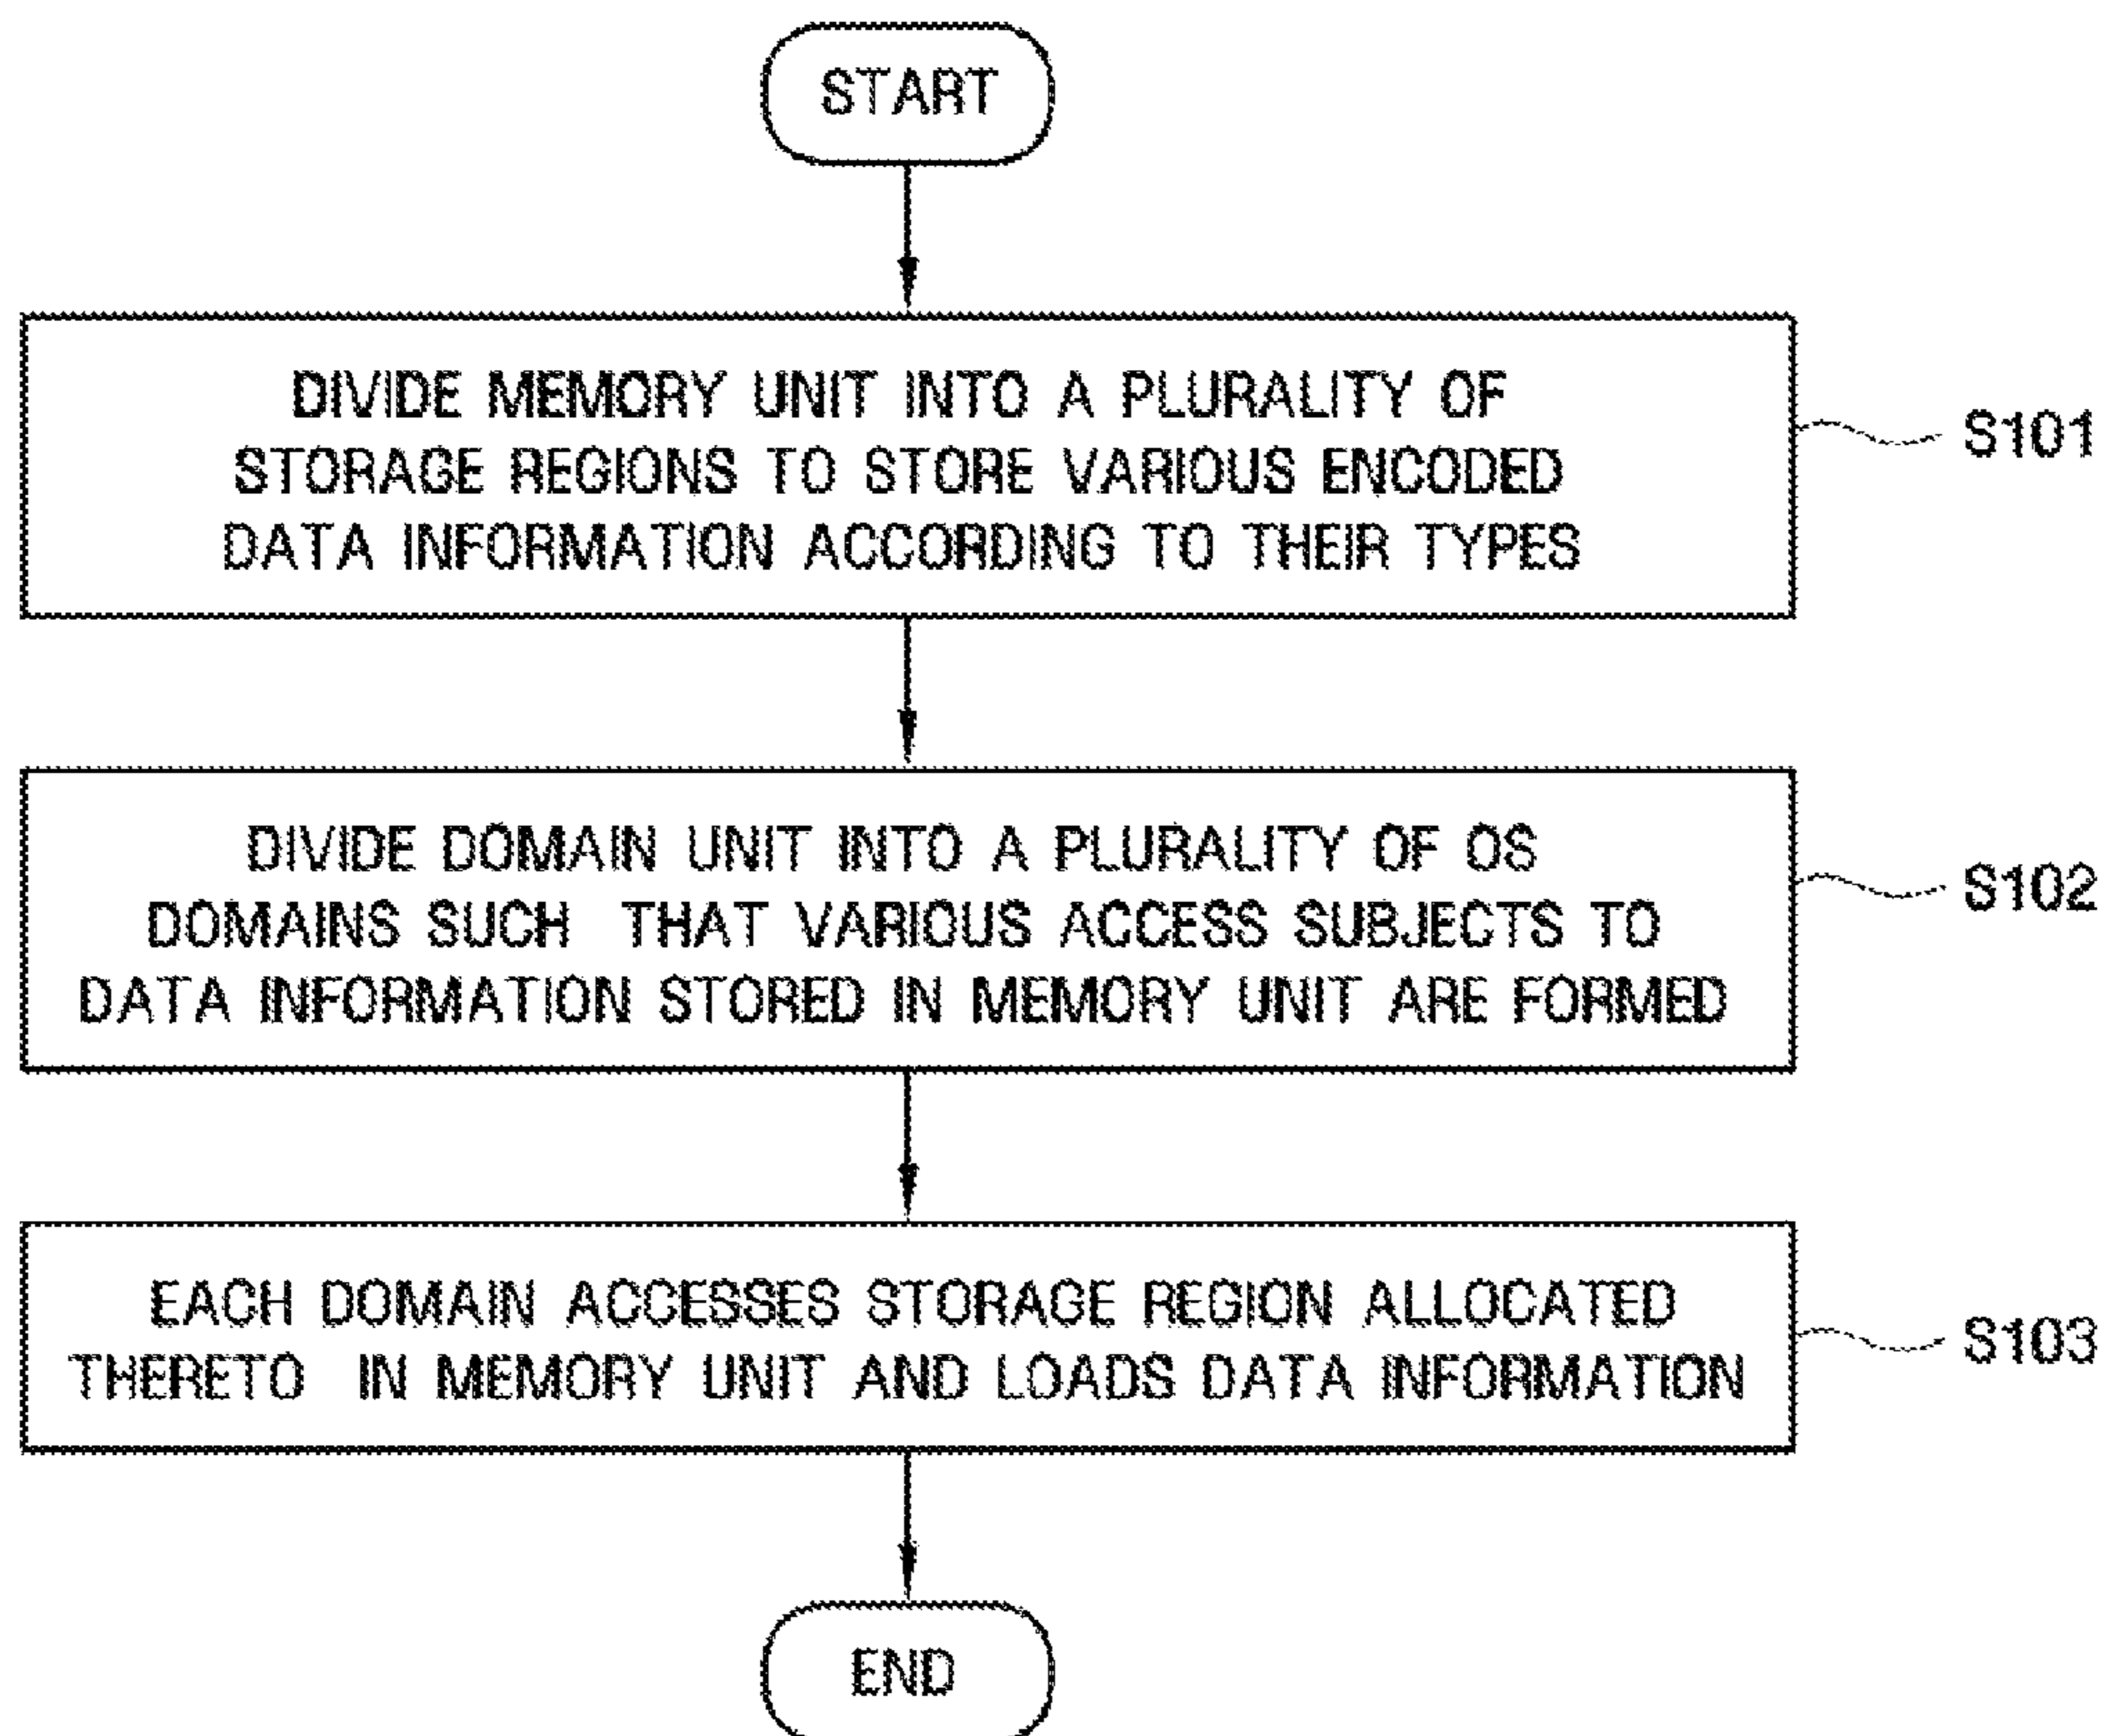 START
DIVIDE MEMORY UNIT INTO A PLURALITY OF
STORAGE REGIONS TO STORE VARIOUS ENCODED
DATA INFORMATION ACCORDING TO THEIR TYPES
S101
DIVIDE DOMAIN UNIT INTO A PLURALITY OF OS
DOMAINS SUCH THAT VARIOUS ACCESS SUBJECTS TO
DATA INFORMATION STORED IN MEMORY UNIT ARE FORMED
S102
EACH DOMAIN ACCESSES STORAGE REGION ALLOCATED
THERETO IN MEMORY UNIT AND LOADS DATA INFORMATION
S103
END